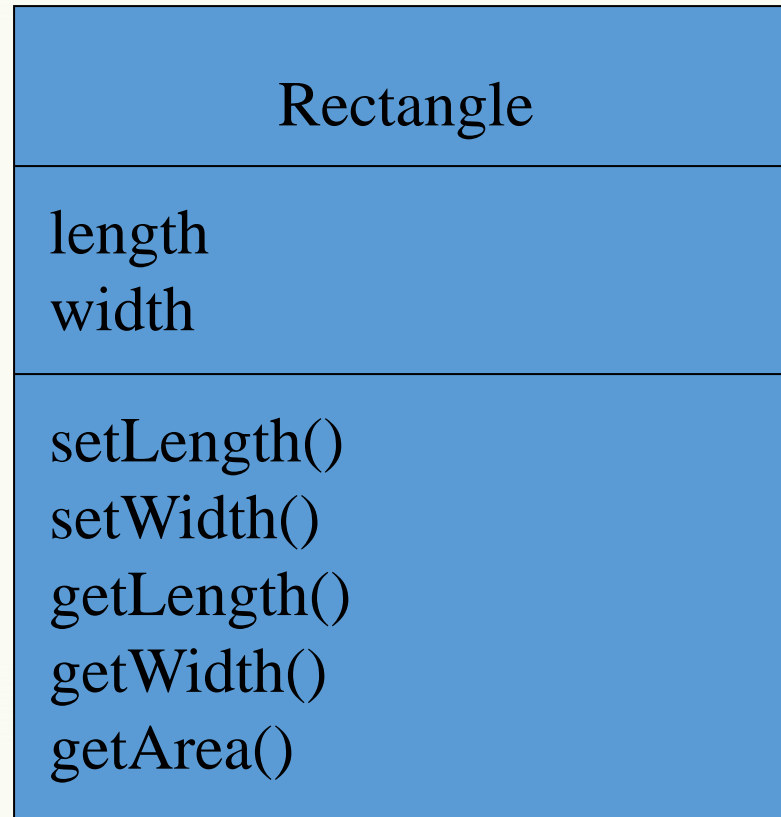 Rectangle
length
width
setLength()
setWidth()
getLength()
getWidth()
getArea()